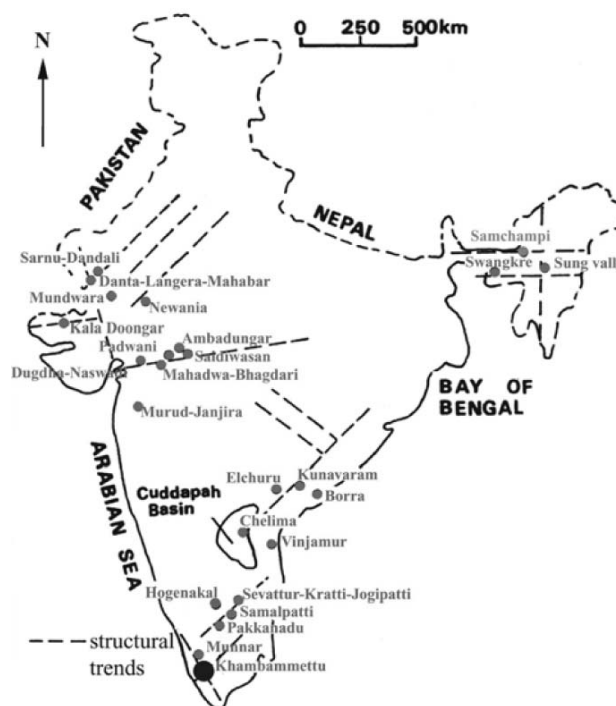 0 250 500km
N
PAKISTAN
NEPAL
Samchampi
Swangkre
Sung vall
Sarnu-Dandali
Danta-Langera-Mahabar
Mundwara
Newania
Kala Doongar
Ambadungar
Padwani
Saidiwasan
Dugdha-Naswadi
Mahadwa-Bhagdari
Murud-Janjira
BAY OF
BENGAL
ARABIAN SEA
Elchuru
Kunavaram
Borra
Cuddapah
Basin
Chelima
Vinjamur
Hogenakal
Sevattur-Kratti-Jogipatti
Samalpatti
Pakkanadu
structural
trends
Munnar
Khambammettu